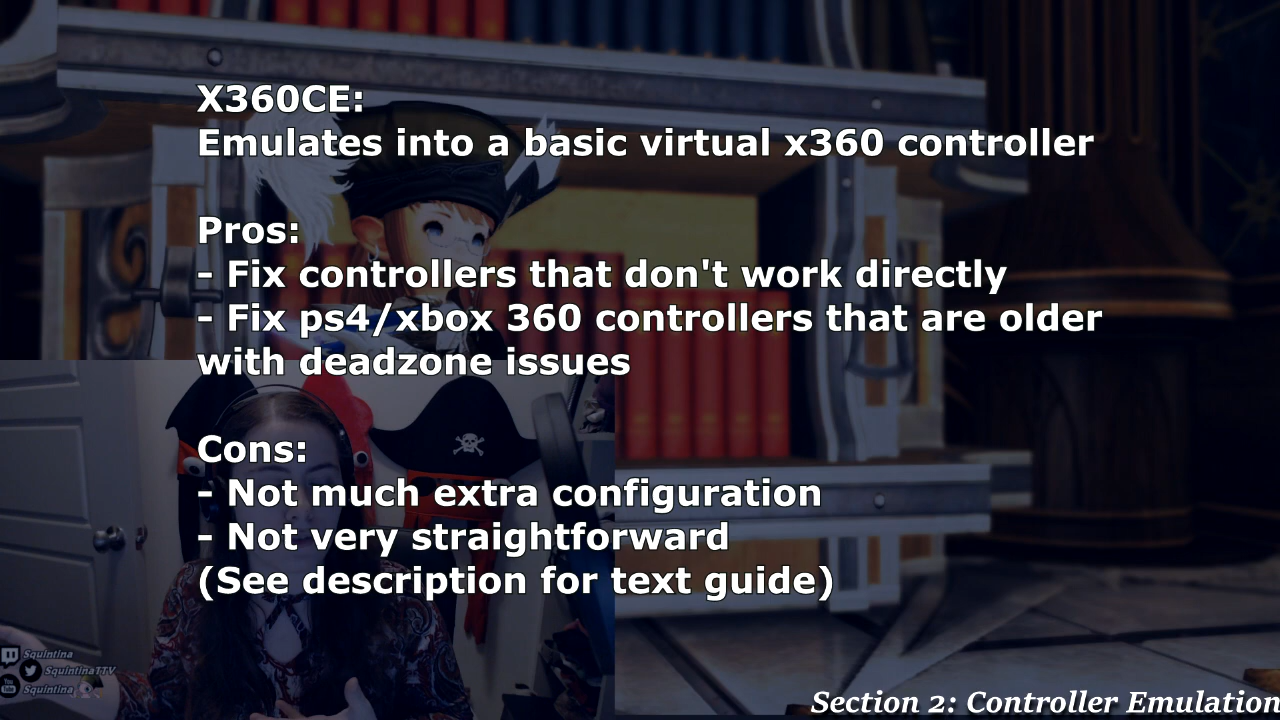 X360CE:
Emulates into a basic virtual x360 controller
Pros:
- Fix controllers that don't work directly
- Fix ps4/xbox 360 controllers that are older
with deadzone issues
Cons:
- Not much extra configuration
- Not very straightforward
(See description for text guide)
Squintina
SquintinaTTV
You
Tube
Squintina
Section 2: Controller Emulation